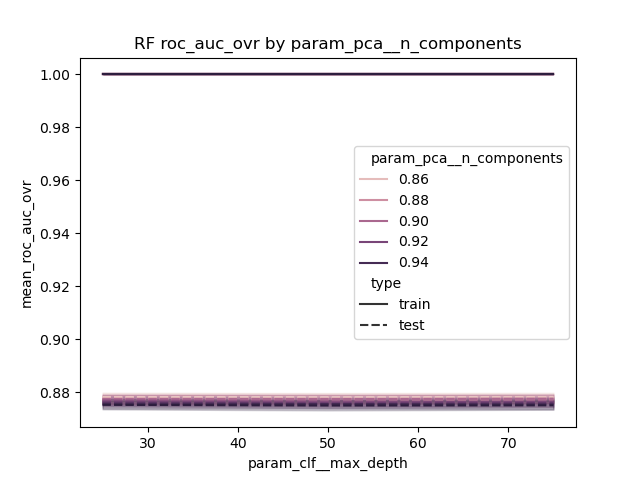 RF roc_auc_ovr by param_pca__n_components
1.00
0.98
0.96
0.94
0.92
0.90
0.88
mean_roc_auc_ovr
param_pca__n_components
0.86
0.88
0.90
0.92
0.94
type
train
test
30
40
50
60
70
param_clf__max_depth